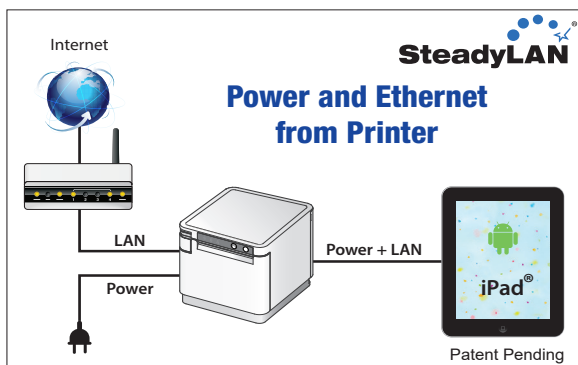 Internet
SteadyLAN®
Power and Ethernet
from Printer
LAN
Power + LAN
Power
iPad®
Patent Pending